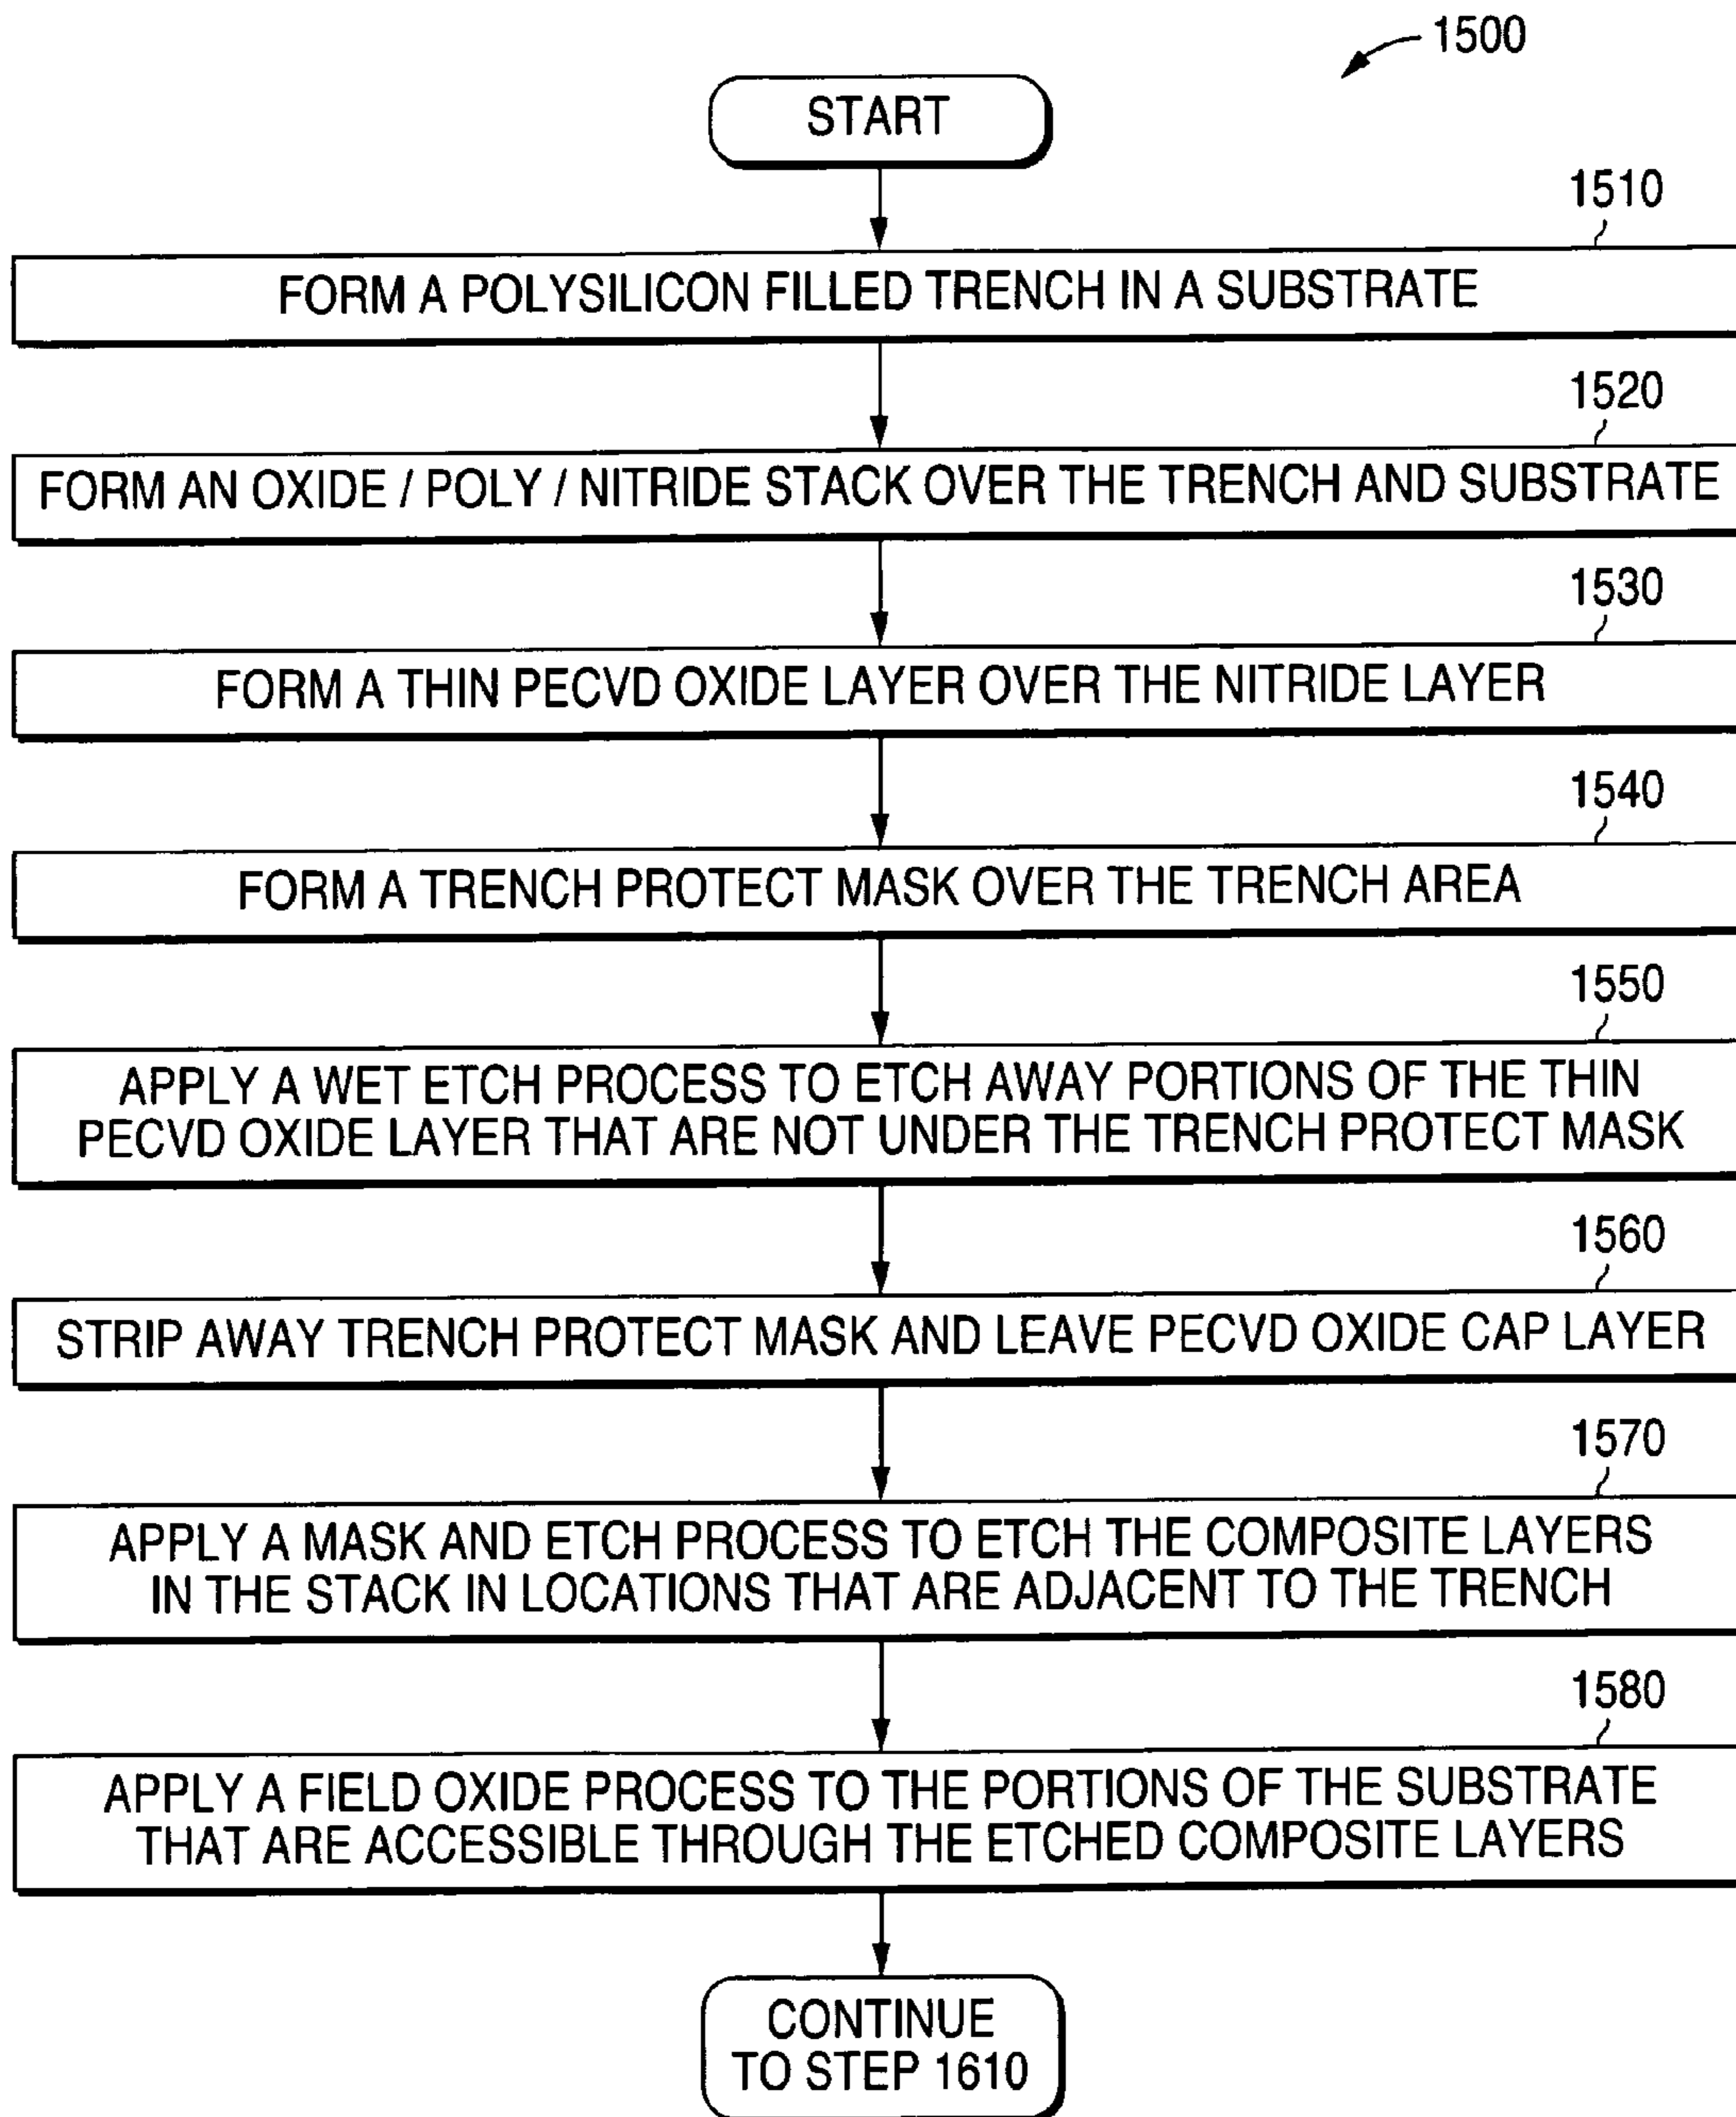 1500
START
1510
FORM A POLYSILICON FILLED TRENCH IN A SUBSTRATE
1520
FORM AN OXIDE / POLY / NITRIDE STACK OVER THE TRENCH AND SUBSTRATE
1530
FORM A THIN PECVD OXIDE LAYER OVER THE NITRIDE LAYER
1540
FORM A TRENCH PROTECT MASK OVER THE TRENCH AREA
1550
APPLY A WET ETCH PROCESS TO ETCH AWAY PORTIONS OF THE THIN
PECVD OXIDE LAYER THAT ARE NOT UNDER THE TRENCH PROTECT MASK
1560
STRIP AWAY TRENCH PROTECT MASK AND LEAVE PECVD OXIDE CAP LAYER
1570
APPLY A MASK AND ETCH PROCESS TO ETCH THE COMPOSITE LAYERS
IN THE STACK IN LOCATIONS THAT ARE ADJACENT TO THE TRENCH
1580
APPLY A FIELD OXIDE PROCESS TO THE PORTIONS OF THE SUBSTRATE
THAT ARE ACCESSIBLE THROUGH THE ETCHED COMPOSITE LAYERS
CONTINUE
TO STEP 1610